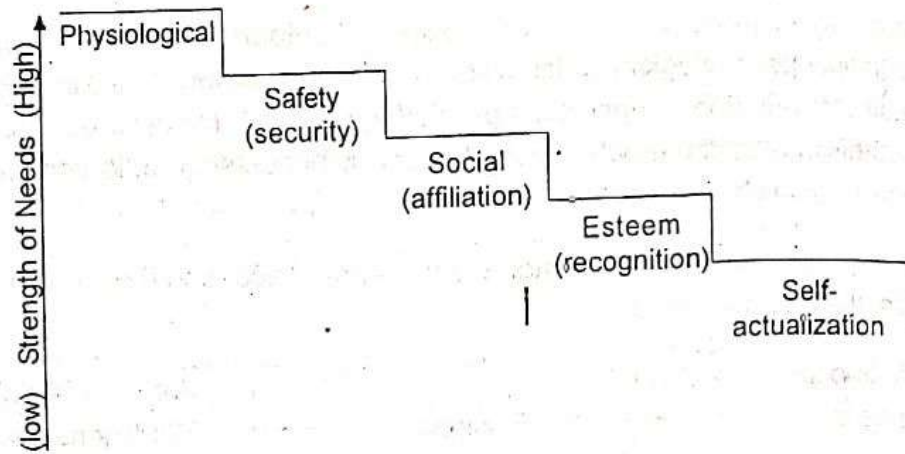 Physiological
Safety
(security)
Social
(affiliation)
Esteem
(recognition)
Self-
actualization
(low) Strength of Needs (High)